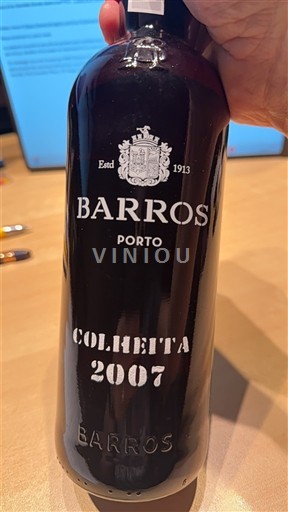 Estd 1913
BARROS
PORTO
VINIOU
COLHEITA
2007
BARROS